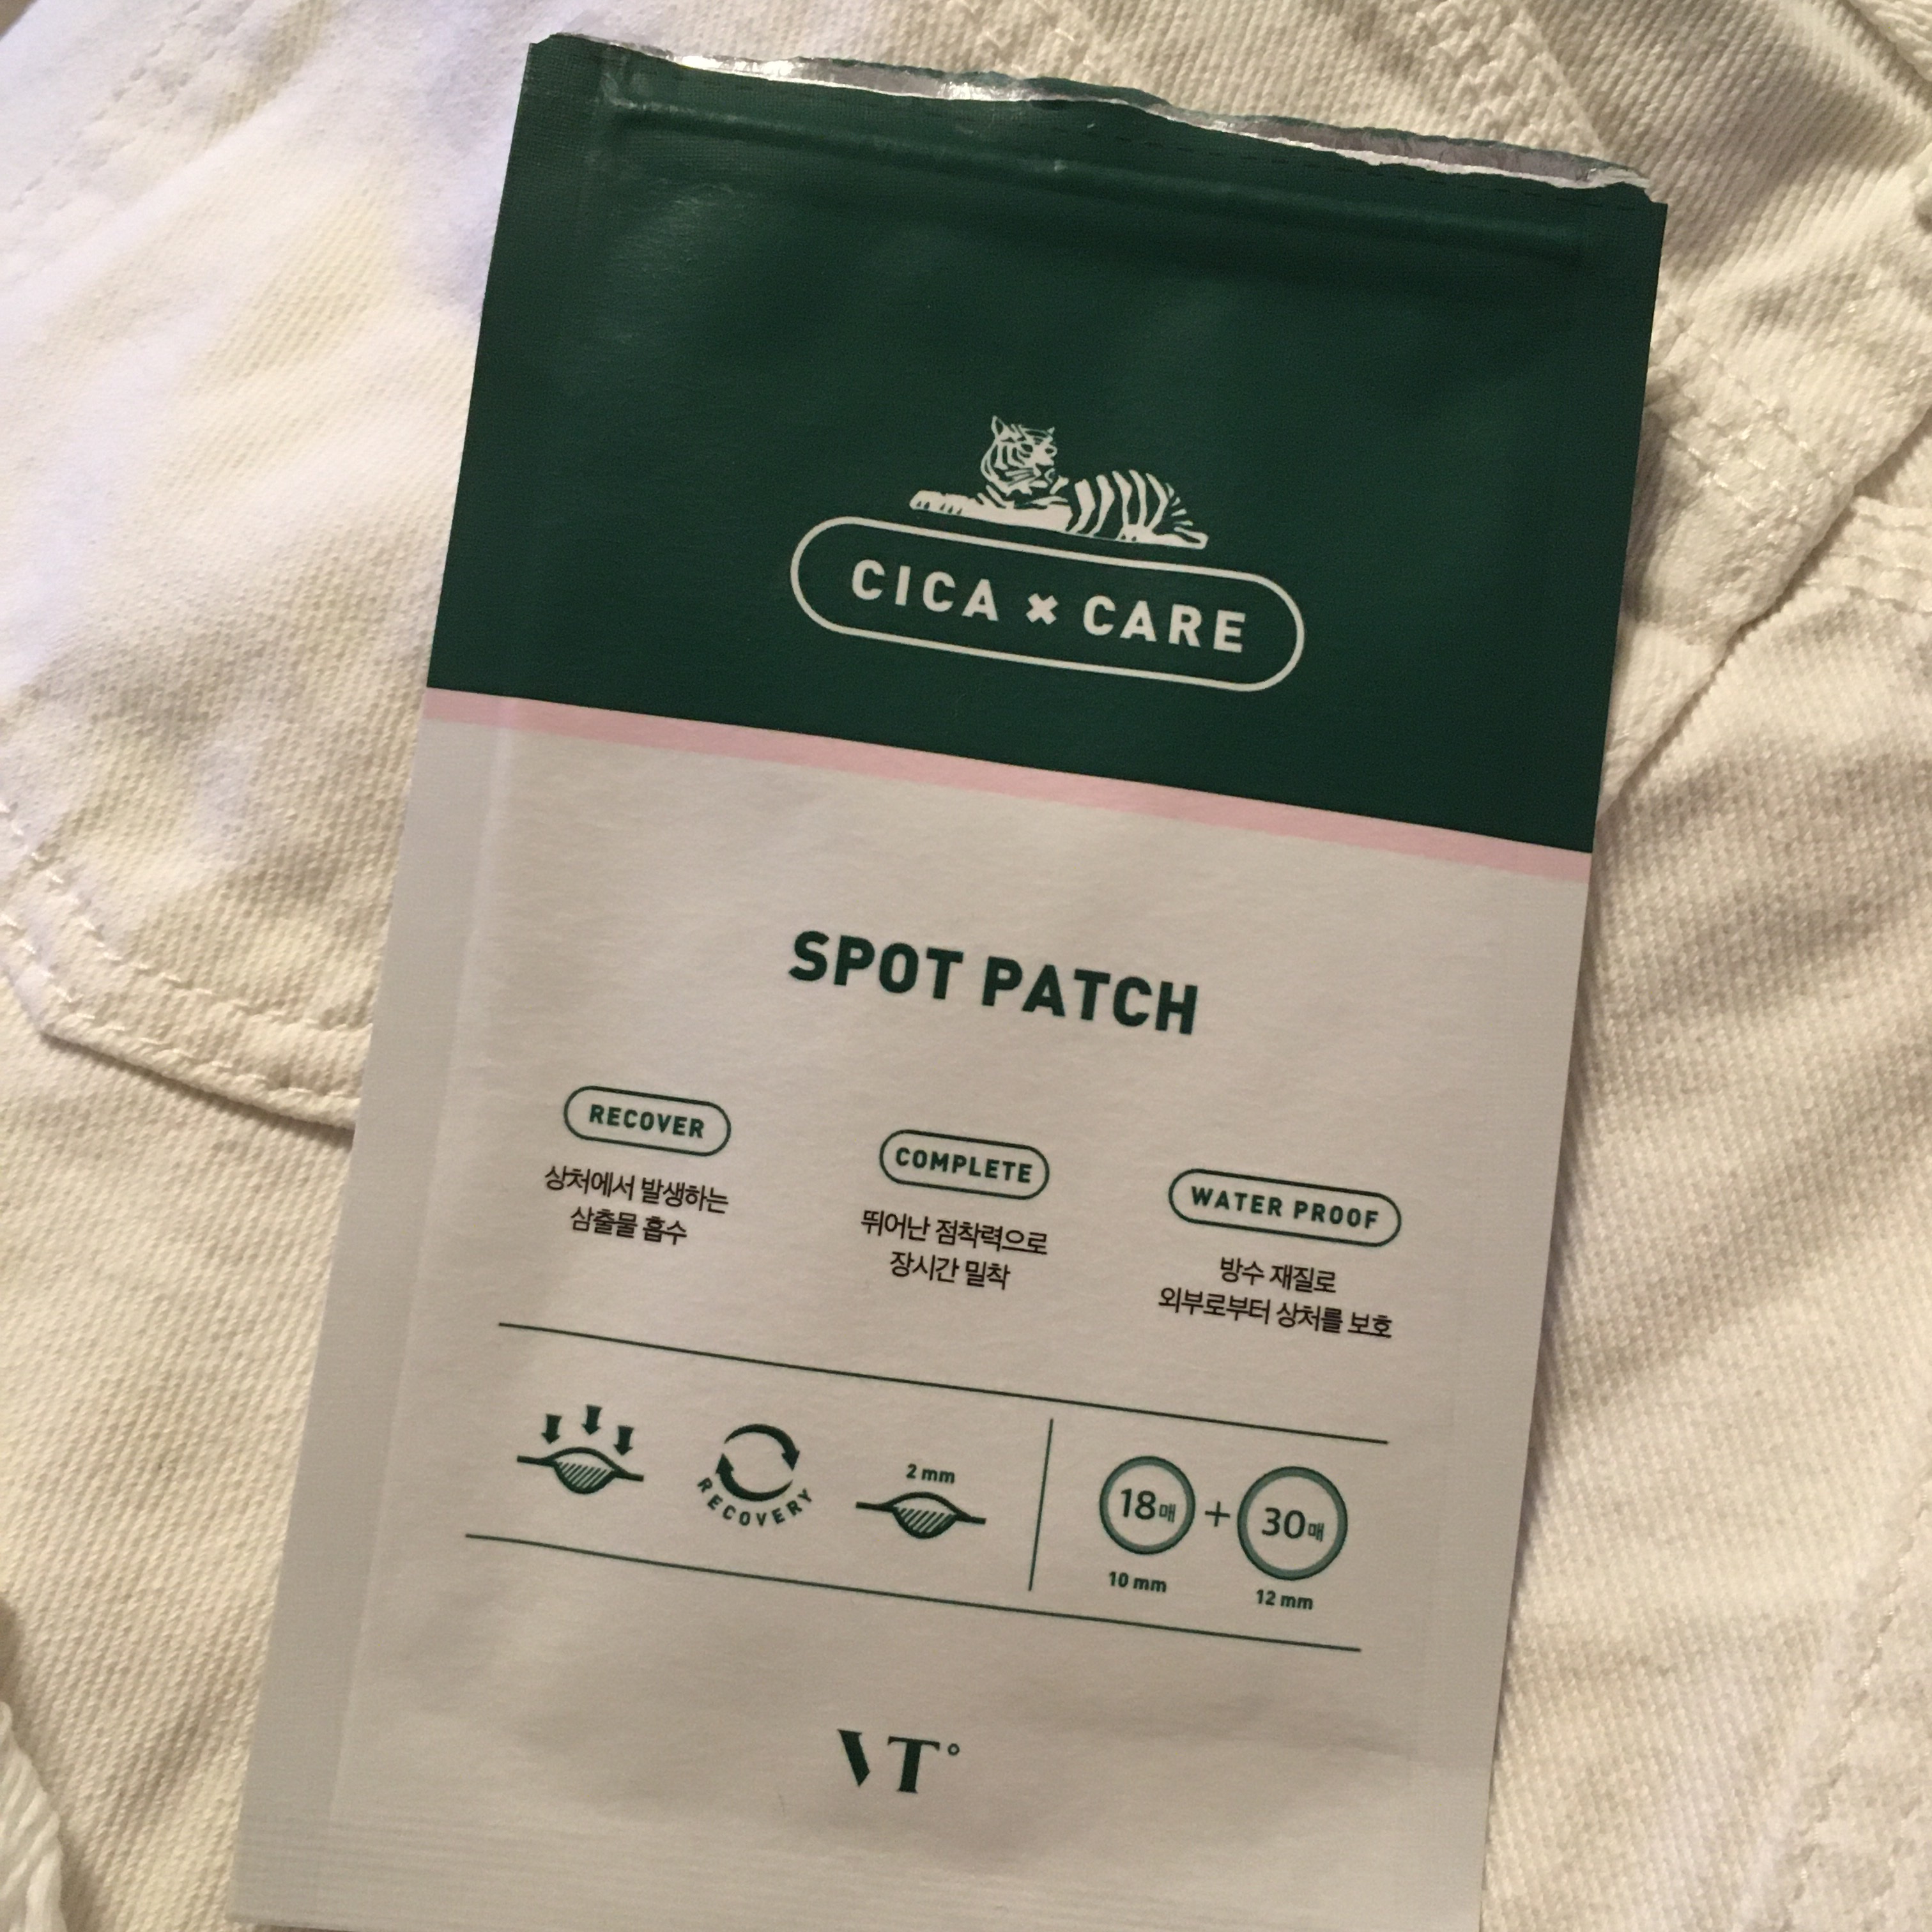 CICA × CARE
SPOT PATCH
RECOVER
상처에서 발생하는
삼출물 흡수
COMPLETE
뛰어난 점착력으로
장시간 밀착
WATER PROOF
방수 재질로
외부로부터 상처를 보호
RECOVERY
2 mm
18매 + 30매
10 mm
12 mm
VT°